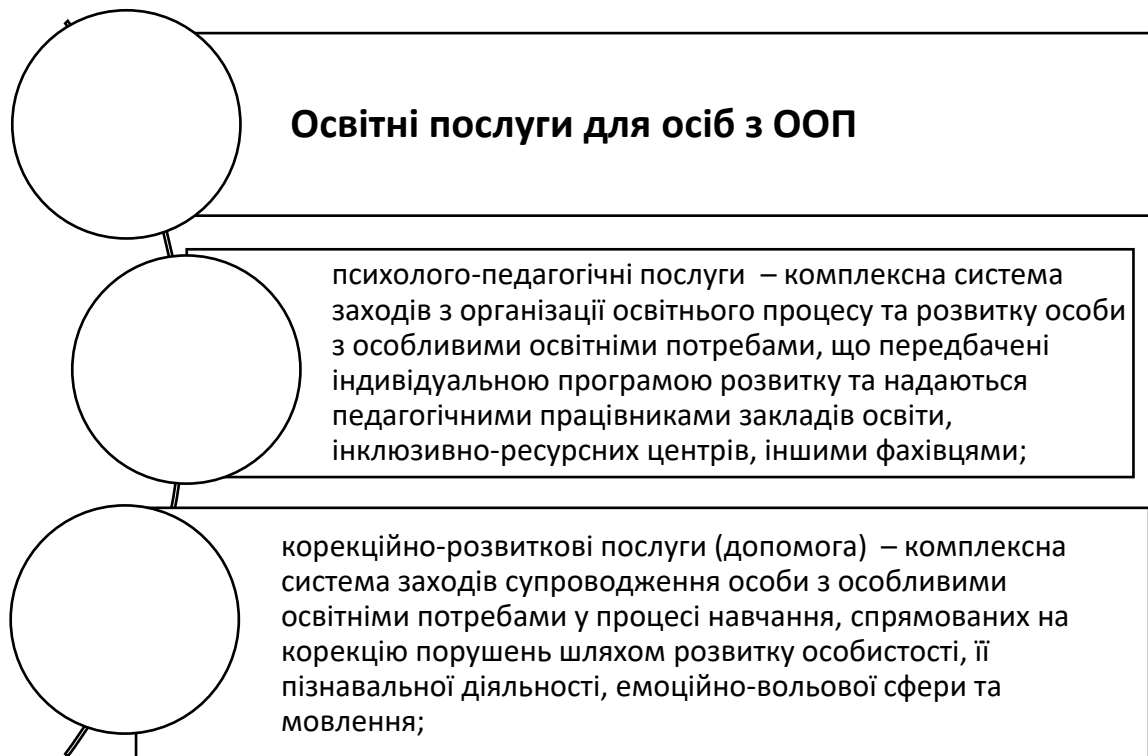 Освітні послуги для осіб з ООП
психолого-педагогічні послуги – комплексна система
заходів з організації освітнього процесу та розвитку особи
з особливими освітніми потребами, що передбачені
індивідуальною програмою розвитку та надаються
педагогічними працівниками закладів освіти,
інклюзивно-ресурсних центрів, іншими фахівцями;
корекційно-розвиткові послуги (допомога) – комплексна
система заходів супроводження особи з особливими
освітніми потребами у процесі навчання, спрямованих на
корекцію порушень шляхом розвитку особистості, її
пізнавальної діяльності, емоційно-вольової сфери та
мовлення;